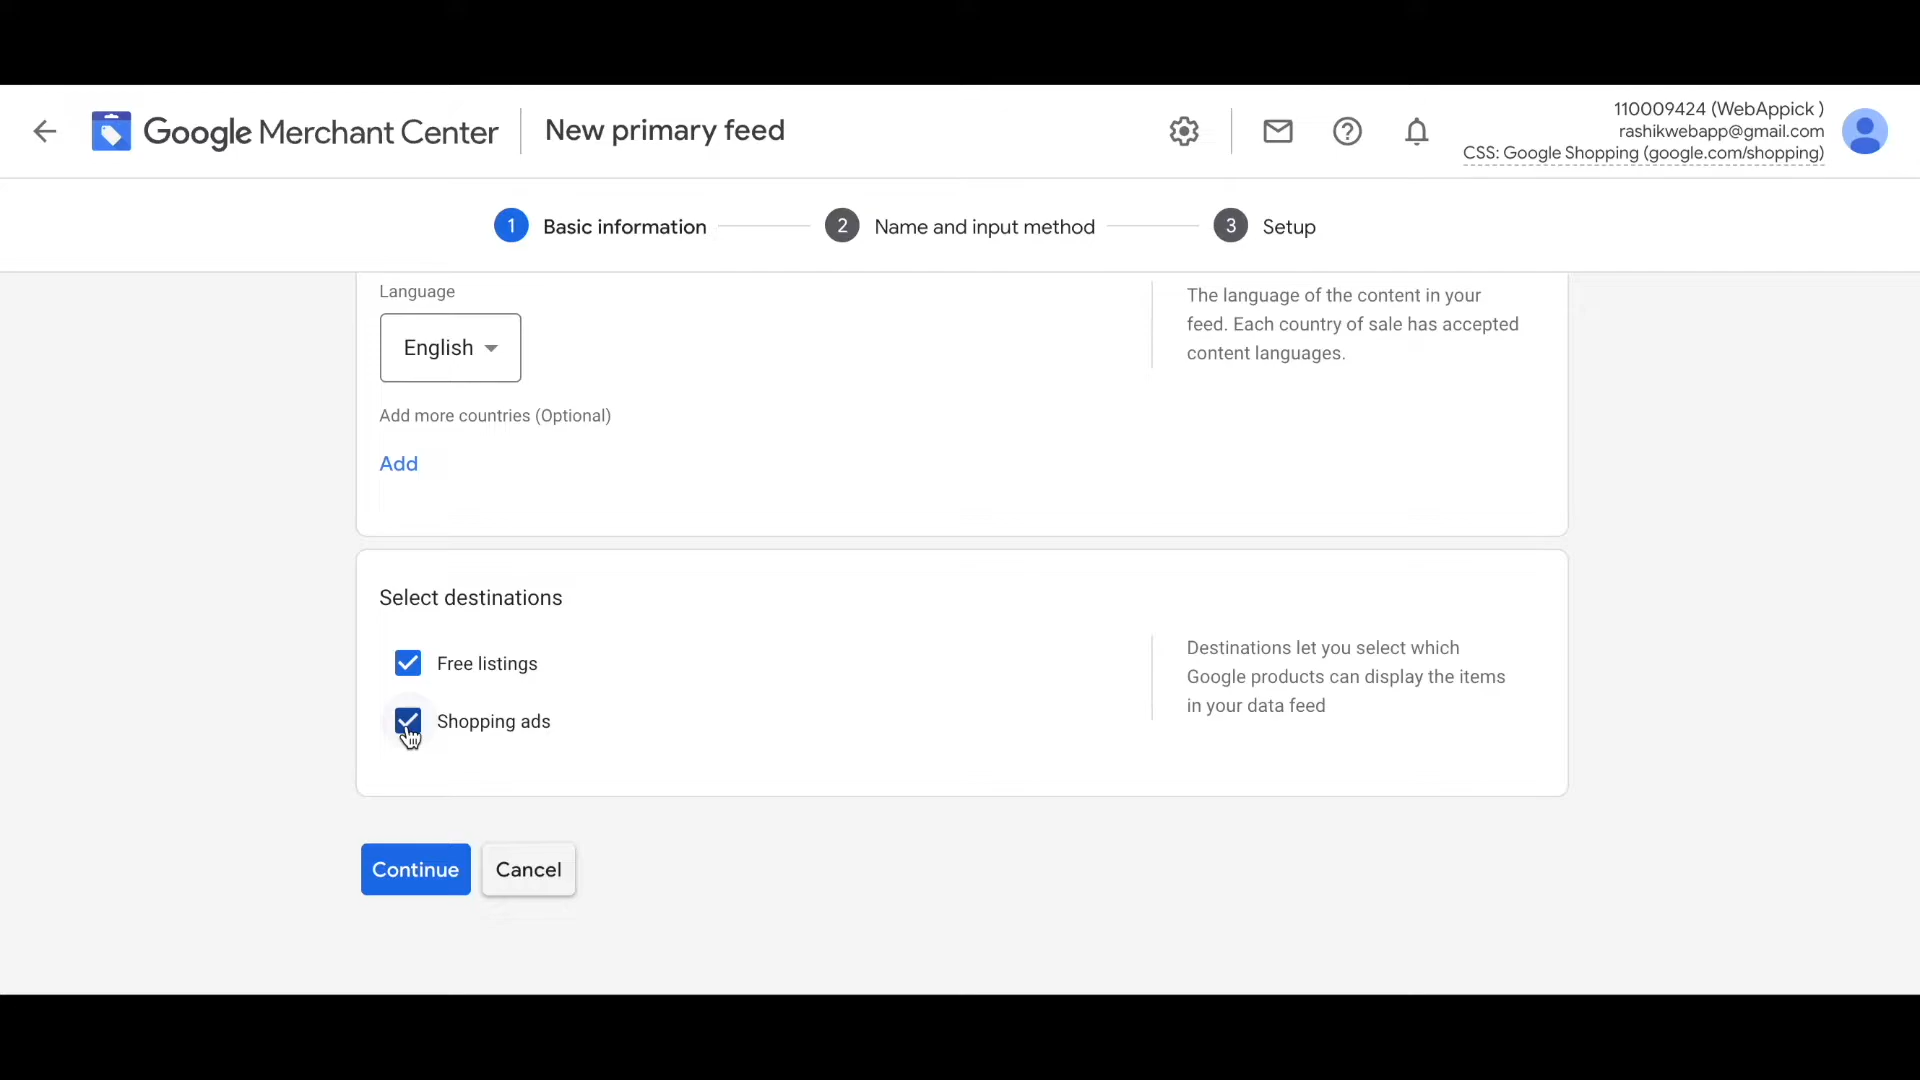 Google Merchant Center
New primary feed
110009424 (WebAppick )
rashikwebapp@gmail.com
CSS: Google Shopping (google.com/shopping)
1 Basic information
2 Name and input method
3 Setup
Language
English
Add more countries (Optional)
Add
The language of the content in your
feed. Each country of sale has accepted
content languages.
Select destinations
Free listings
Shopping ads
Destinations let you select which
Google products can display the items
in your data feed
Continue
Cancel